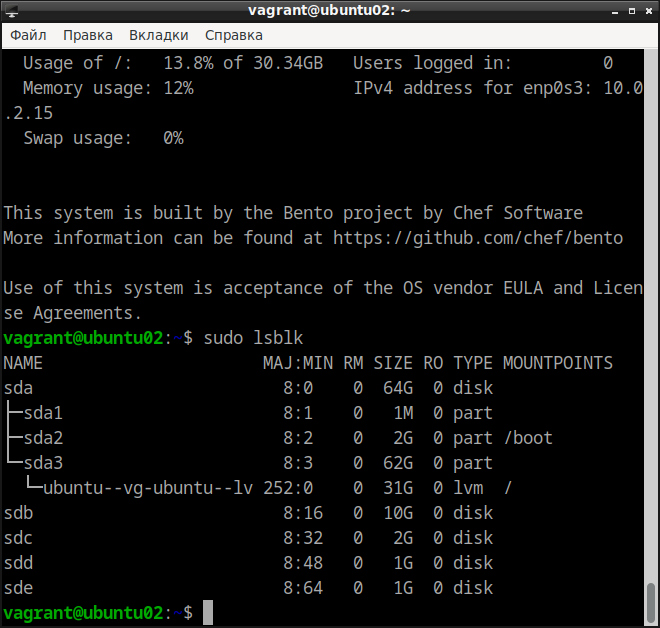 vagrant@ubuntu02: ~
Файл Правка Вкладки Справка
  Usage of /:   13.8% of 30.34GB   Users logged in:         0
  Memory usage: 12%                IPv4 address for enp0s3: 10.0
.2.15
  Swap usage:   0%
This system is built by the Bento project by Chef Software
More information can be found at https://github.com/chef/bento
Use of this system is acceptance of the OS vendor EULA and Licen
se Agreements.
vagrant@ubuntu02:~$ sudo lsblk
NAME                      MAJ:MIN RM SIZE RO TYPE MOUNTPOINTS
sda                         8:0    0  64G  0 disk
├─sda1                      8:1    0   1M  0 part
├─sda2                      8:2    0   2G  0 part /boot
└─sda3                      8:3    0  62G  0 part
  └─ubuntu--vg-ubuntu--lv 252:0    0  31G  0 lvm  /
sdb                         8:16   0  10G  0 disk
sdc                         8:32   0   2G  0 disk
sdd                         8:48   0   1G  0 disk
sde                         8:64   0   1G  0 disk
vagrant@ubuntu02:~$